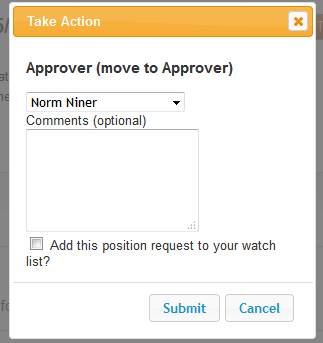 Take Action
Approver (move to Approver)
Norm Niner
Comments (optional)
Add this position request to your watch
list?
Submit Cancel